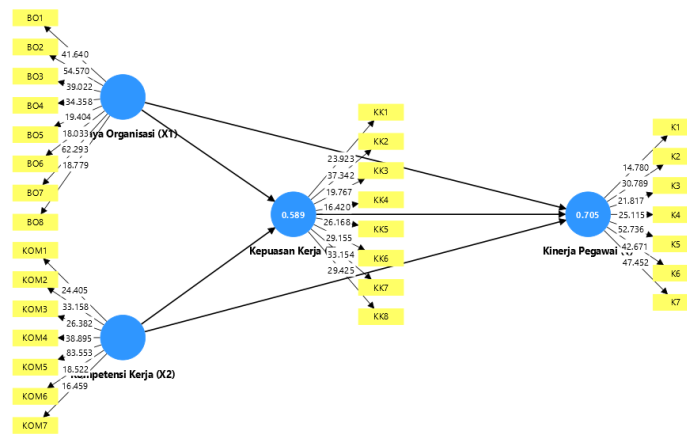 BO1
BO2
BO3
BO4
BO5
BO6
BO7
BO8
41.640
54.570
39.022
34.358
19.404
18.033
62.293
18.779
ya Organisasi (X1)
KOM1
KOM2
KOM3
KOM4
KOM5
KOM6
KOM7
24.405
33.158
26.382
38.895
83.553
18.522
16.459
mpetensi Kerja (X2)
0.589
Kepuasan Kerja
KK1
KK2
KK3
KK4
KK5
KK6
KK7
KK8
23.923
37.342
19.767
16.420
26.168
29.155
33.154
29.425
0.705
Kinerja Pegawai
K1
K2
K3
K4
K5
K6
K7
14.780
30.789
21.817
25.115
52.736
42.671
47.452